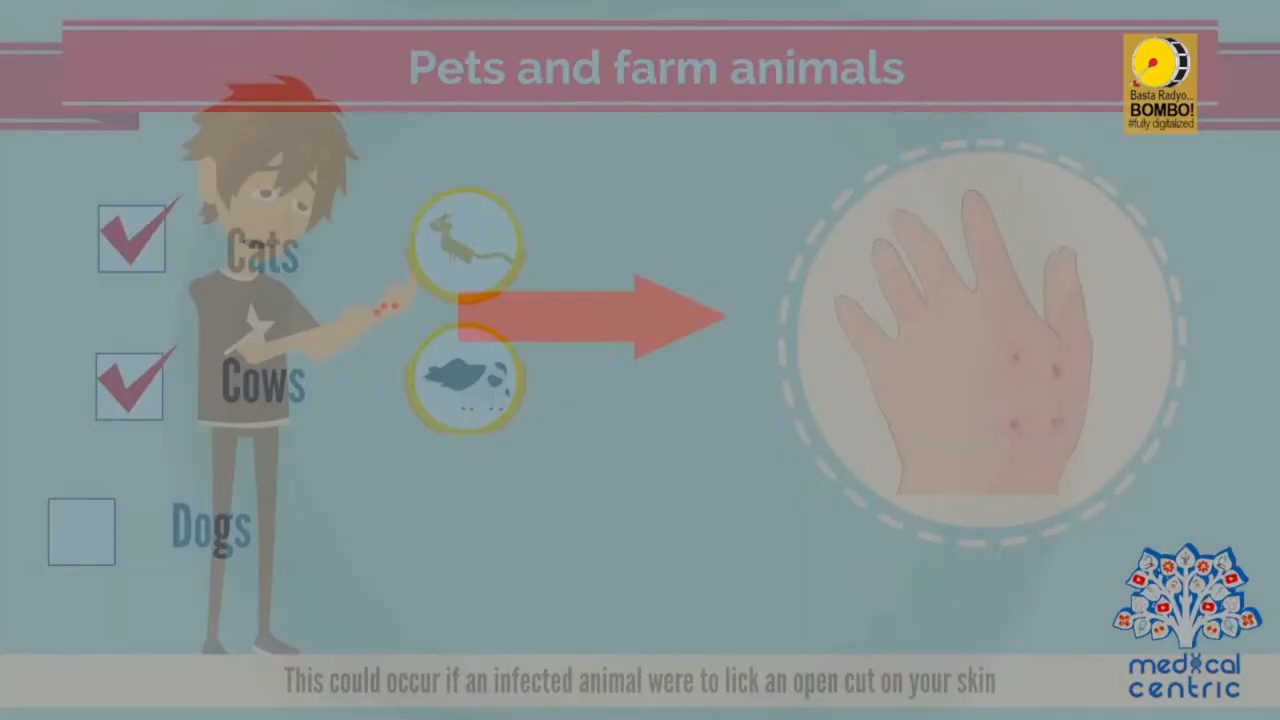 Pets and farm animals
Basta Radyo...
BOMBO!
#fully digitalized
Cats
Cows
Dogs
This could occur if an infected animal were to lick an open cut on your skin
medical
centric